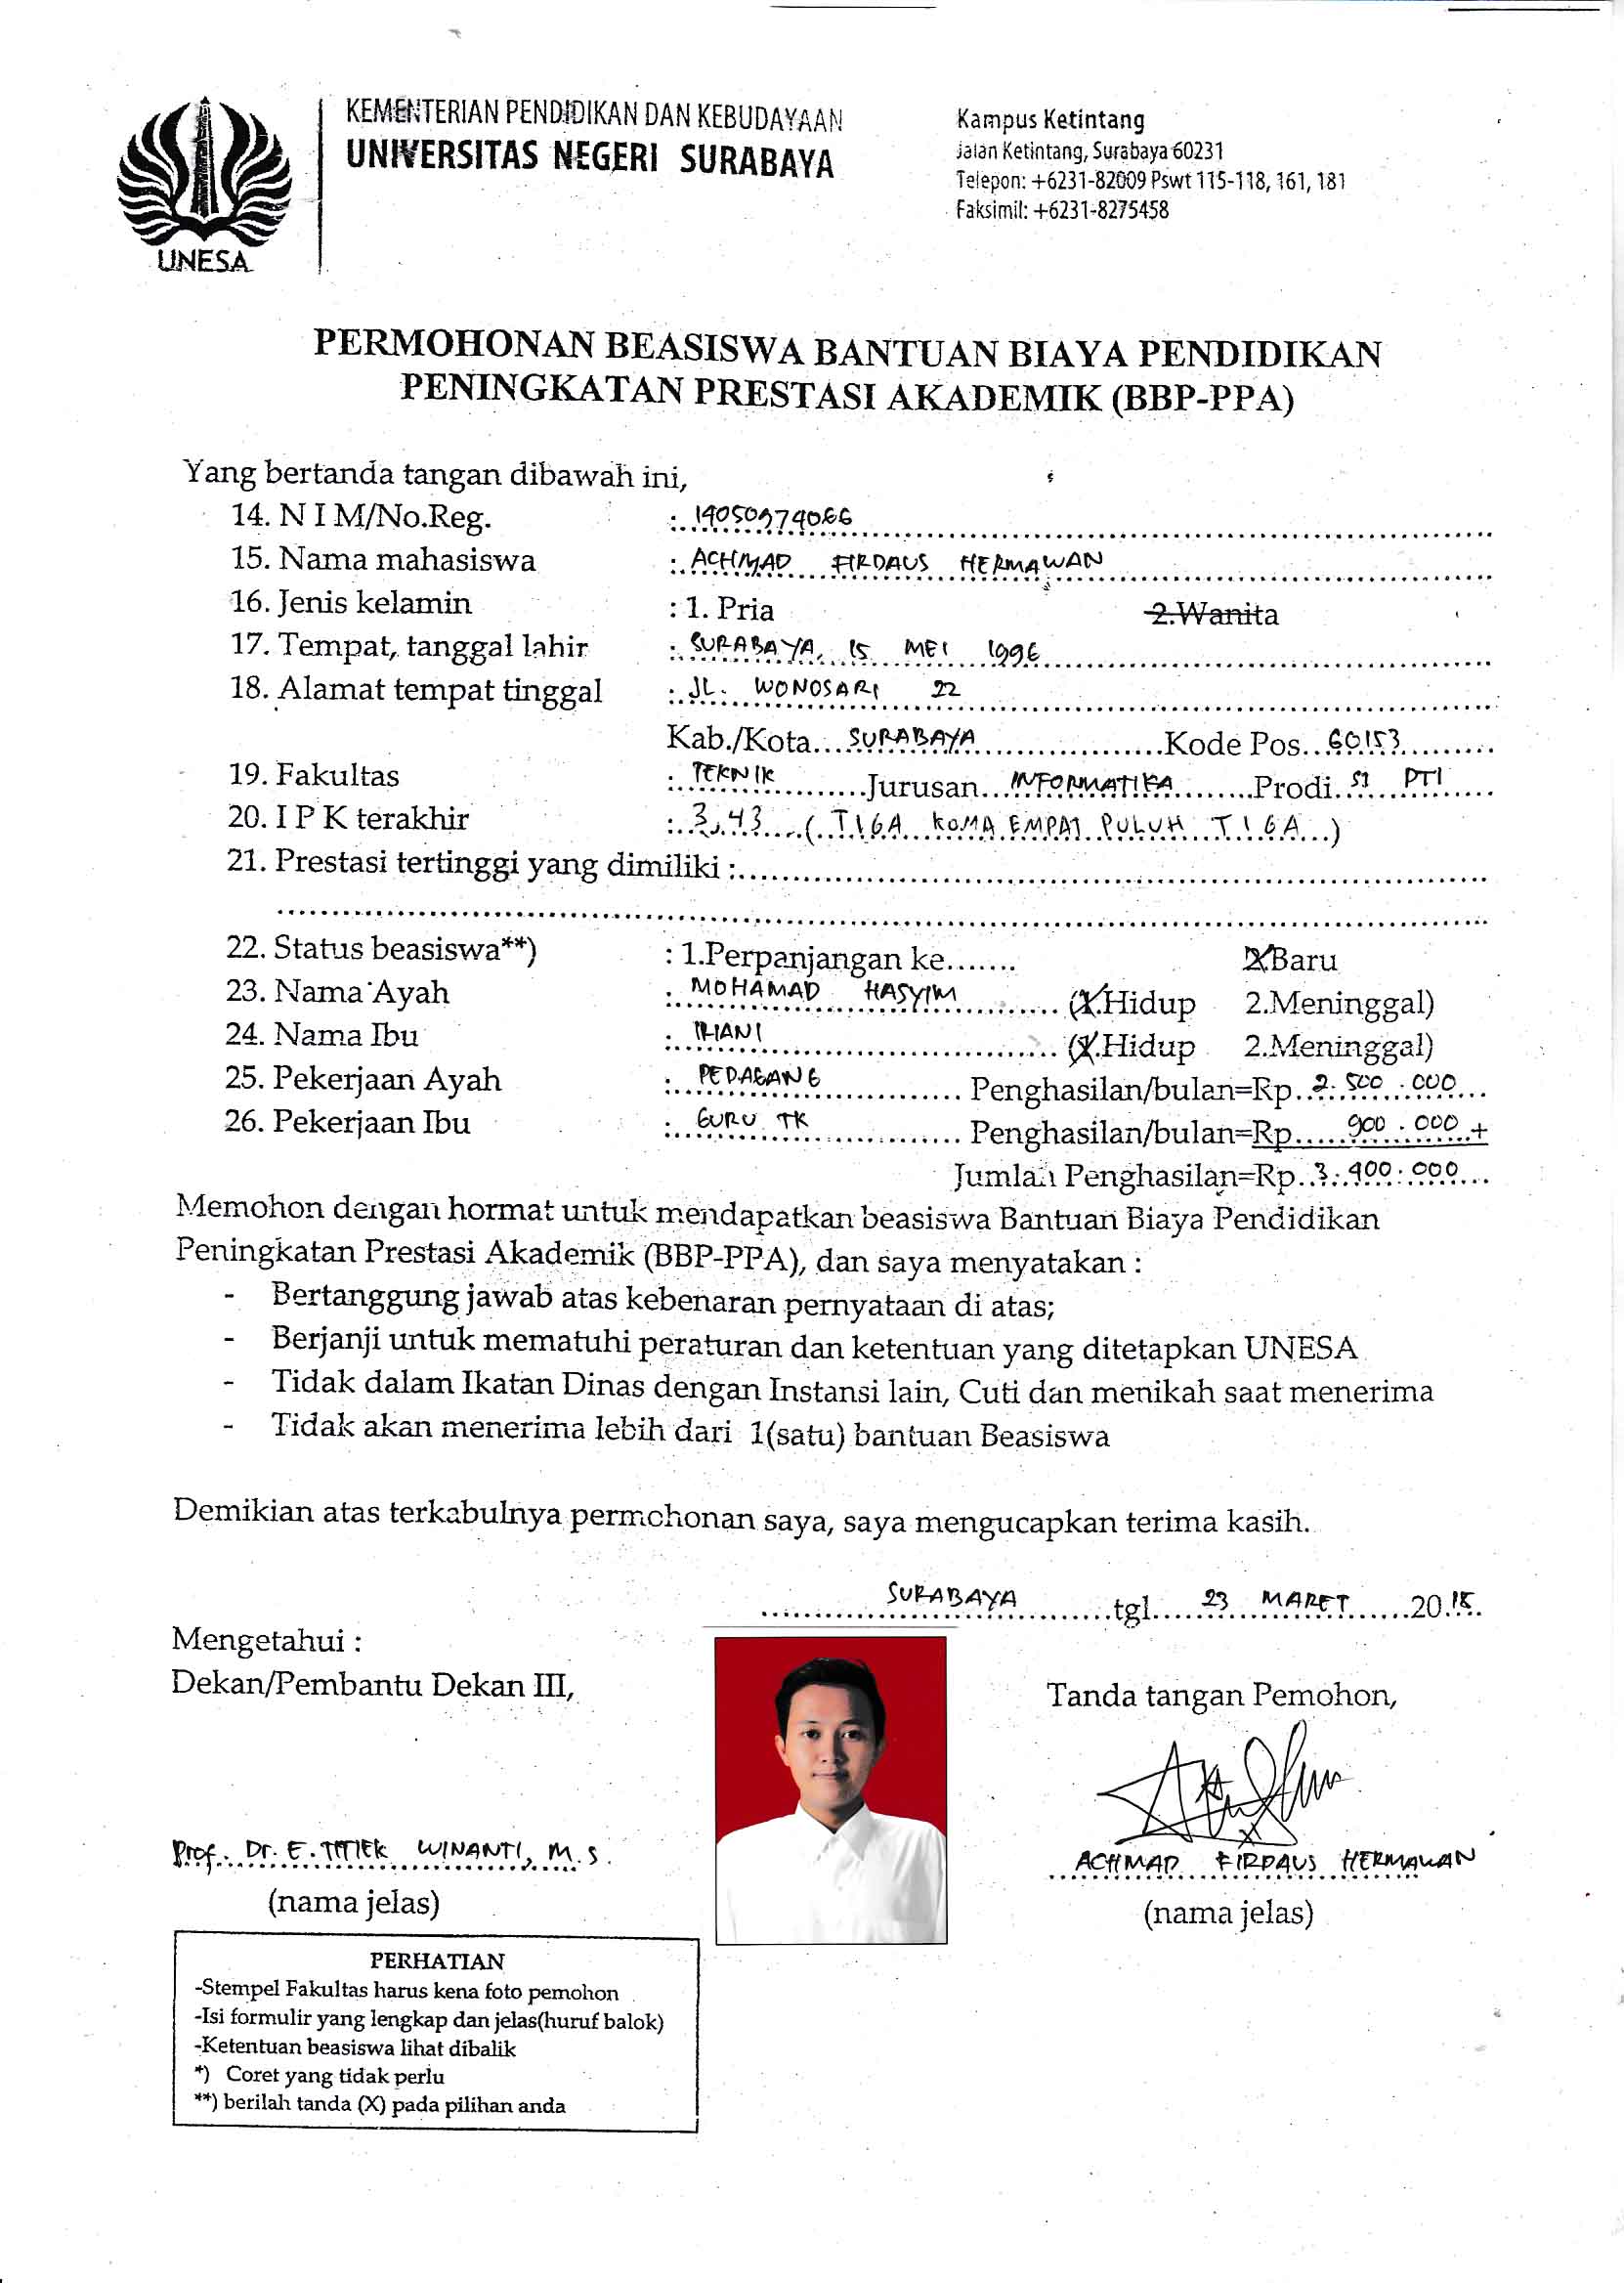 KEMENTERIAN PENDIDIKAN DAN KEBUDAYAAN
UNIVERSITAS NEGERI SURABAYA
UNESA
Kampus Ketintang
Jalan Ketintang, Surabaya 60231
Telepon: +6231-82009 Pswt 115-118, 161, 181
Faksimil: +6231-8275458
PERMOHONAN BEASISWA BANTUAN BIAYA PENDIDIKAN
PENINGKATAN PRESTASI AKADEMIK (BBP-PPA)
Yang bertanda tangan dibawah ini,
14. N I M/No.Reg. : 14050974066
15. Nama mahasiswa : ACHMAD FIRDAUS HERMAWAN
16. Jenis kelamin : 1. Pria 2.Wanita
17. Tempat, tanggal lahir : SURABAYA, 15 MEI 1996
18. Alamat tempat tinggal : JL. WONOSARI 22
Kab./Kota SURABAYA Kode Pos 60153
19. Fakultas : TEKNIK Jurusan INFORMATIKA Prodi S1 PTI
20. I P K terakhir : 3,43 (TIGA KOMA EMPAT PULUH TIGA)
21. Prestasi tertinggi yang dimiliki :
22. Status beasiswa**) : 1.Perpanjangan ke....... Baru
23. Nama Ayah : MOHAMAD HASYIM (1.Hidup 2.Meninggal)
24. Nama Ibu : (1.Hidup 2.Meninggal)
25. Pekerjaan Ayah : PEDAGANG Penghasilan/bulan=Rp 2.500.000
26. Pekerjaan Ibu : GURU TK Penghasilan/bulan=Rp 900.000 +
Jumlah Penghasilan=Rp 3.400.000
Memohon dengan hormat untuk mendapatkan beasiswa Bantuan Biaya Pendidikan
Peningkatan Prestasi Akademik (BBP-PPA), dan saya menyatakan :
- Bertanggung jawab atas kebenaran pernyataan di atas;
- Berjanji untuk mematuhi peraturan dan ketentuan yang ditetapkan UNESA
- Tidak dalam Ikatan Dinas dengan Instansi lain, Cuti dan menikah saat menerima
- Tidak akan menerima lebih dari 1(satu) bantuan Beasiswa
Demikian atas terkabulnya permohonan saya, saya mengucapkan terima kasih.
SURABAYA tgl 23 MARET 20
Mengetahui :
Dekan/Pembantu Dekan III,
Tanda tangan Pemohon,
Prof. Dr. E. TITIEK WINANTI, M.S.
ACHMAD FIRDAUS HERMAWAN
(nama jelas)
(nama jelas)
PERHATIAN
-Stempel Fakultas harus kena foto pemohon
-Isi formulir yang lengkap dan jelas(huruf balok)
-Ketentuan beasiswa lihat dibalik
*) Coret yang tidak perlu
**) berilah tanda (X) pada pilihan anda